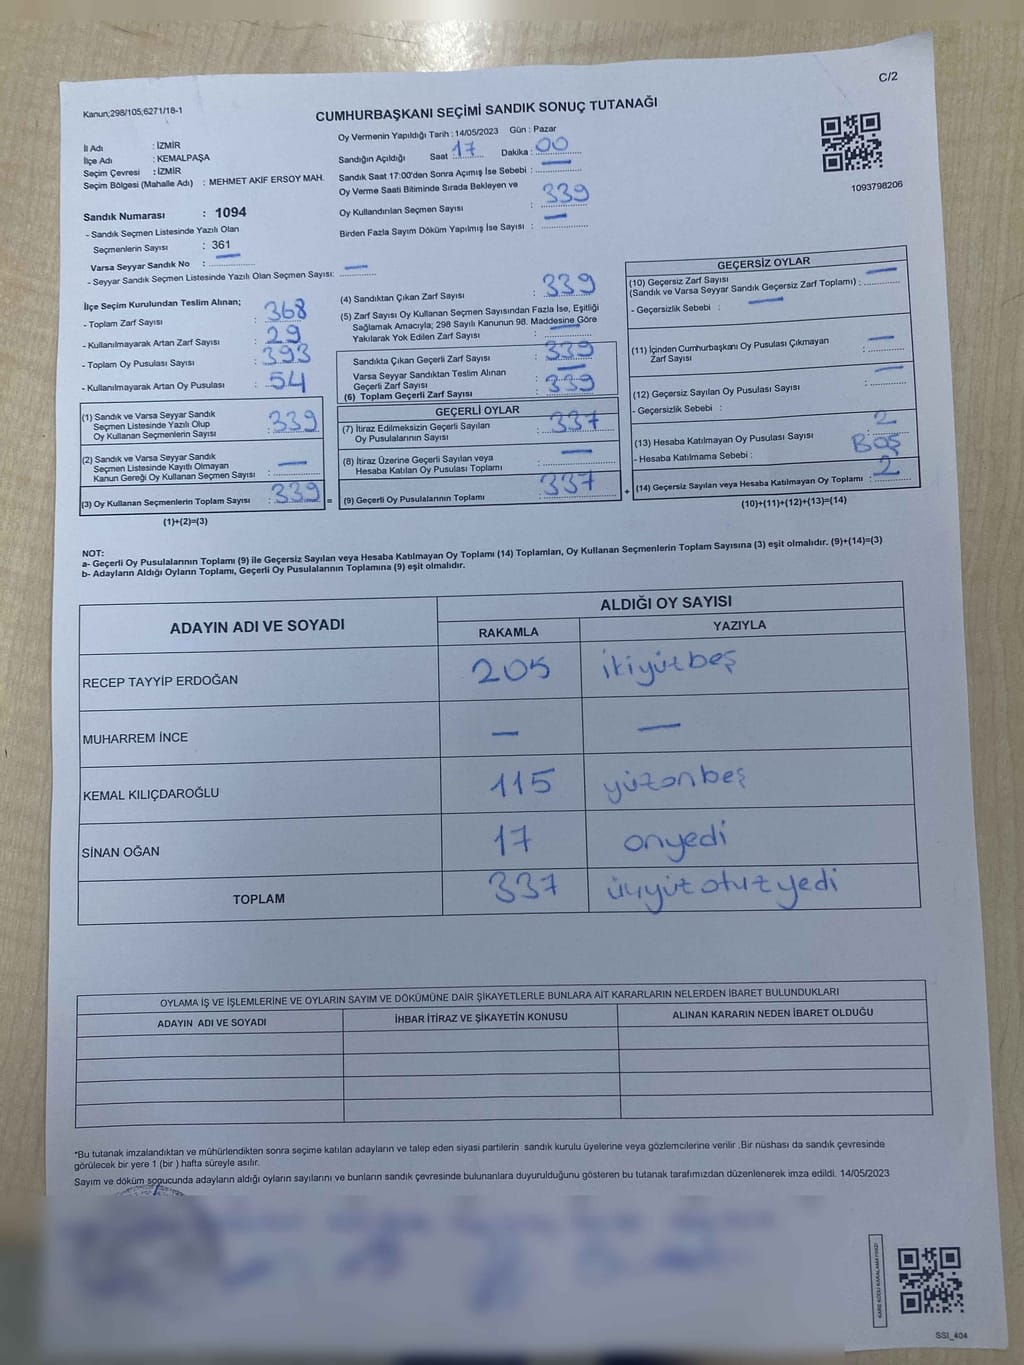 C/2
Kanun;298/105;6271/18-1
CUMHURBAŞKANI SEÇİMİ SANDIK SONUÇ TUTANAĞI
İl Adı : İZMİR
İlçe Adı : KEMALPAŞA
Seçim Çevresi : İZMİR
Seçim Bölgesi (Mahalle Adı) : MEHMET AKİF ERSOY MAH.
Sandık Numarası : 1094
- Sandık Seçmen Listesinde Yazılı Olan
Seçmenlerin Sayısı : 361
Varsa Seyyar Sandık No : —
- Seyyar Sandık Seçmen Listesinde Yazılı Olan Seçmen Sayısı: —
Oy Vermenin Yapıldığı Tarih : 14/05/2023 Gün : Pazar
Sandığın Açıldığı Saat : 17 Dakika : 00
Sandık Saat 17:00'den Sonra Açımış İse Sebebi : —
Oy Verme Saati Bitiminde Sırada Bekleyen ve
Oy Kullandırılan Seçmen Sayısı : 339
Birden Fazla Sayım Döküm Yapılmış İse Sayısı : —
1093798206
İlçe Seçim Kurulundan Teslim Alınan;
- Toplam Zarf Sayısı : 368
- Kullanılmayarak Artan Zarf Sayısı : 29
- Toplam Oy Pusulası Sayısı : 393
- Kullanılmayarak Artan Oy Pusulası : 54
(1) Sandık ve Varsa Seyyar Sandık
Seçmen Listesinde Yazılı Olup
Oy Kullanan Seçmenlerin Sayısı : 339
(2) Sandık ve Varsa Seyyar Sandık
Seçmen Listesinde Kayıtlı Olmayan
Kanun Gereği Oy Kullanan Seçmen Sayısı : —
(3) Oy Kullanan Seçmenlerin Toplam Sayısı : 339 =
(1)+(2)=(3)
(4) Sandıktan Çıkan Zarf Sayısı : 339
(5) Zarf Sayısı Oy Kullanan Seçmen Sayısından Fazla İse, Eşitliği
Sağlamak Amacıyla; 298 Sayılı Kanunun 98. Maddesine Göre
Yakılarak Yok Edilen Zarf Sayısı : —
Sandıkta Çıkan Geçerli Zarf Sayısı : 339
Varsa Seyyar Sandıktan Teslim Alınan
Geçerli Zarf Sayısı : —
(6) Toplam Geçerli Zarf Sayısı : 339
GEÇERLİ OYLAR
(7) İtiraz Edilmeksizin Geçerli Sayılan
Oy Pusulalarının Sayısı : 337
(8) İtiraz Üzerine Geçerli Sayılan veya
Hesaba Katılan Oy Pusulası Toplamı : —
(9) Geçerli Oy Pusulalarının Toplamı : 337 +
GEÇERSİZ OYLAR
(10) Geçersiz Zarf Sayısı
(Sandık ve Varsa Seyyar Sandık Geçersiz Zarf Toplamı) : —
- Geçersizlik Sebebi : —
(11) İçinden Cumhurbaşkanı Oy Pusulası Çıkmayan
Zarf Sayısı : —
(12) Geçersiz Sayılan Oy Pusulası Sayısı : —
- Geçersizlik Sebebi :
(13) Hesaba Katılmayan Oy Pusulası Sayısı : 2
- Hesaba Katılmama Sebebi : BOŞ
(14) Geçersiz Sayılan veya Hesaba Katılmayan Oy Toplamı : 2
(10)+(11)+(12)+(13)=(14)
NOT:
a- Geçerli Oy Pusulalarının Toplamı (9) ile Geçersiz Sayılan veya Hesaba Katılmayan Oy Toplamı (14) Toplamları, Oy Kullanan Seçmenlerin Toplam Sayısına (3) eşit olmalıdır. (9)+(14)=(3)
b- Adayların Aldığı Oyların Toplamı, Geçerli Oy Pusulalarının Toplamına (9) eşit olmalıdır.
ADAYIN ADI VE SOYADI ALDIĞI OY SAYISI
RAKAMLA YAZIYLA
RECEP TAYYİP ERDOĞAN 205 ikiyüzbeş
MUHARREM İNCE — —
KEMAL KILIÇDAROĞLU 115 yüzonbeş
SİNAN OĞAN 17 onyedi
TOPLAM 337 üçyüzotuzyedi
OYLAMA İŞ VE İŞLEMLERİNE VE OYLARIN SAYIM VE DÖKÜMÜNE DAİR ŞİKAYETLERLE BUNLARA AİT KARARLARIN NELERDEN İBARET BULUNDUKLARI
ADAYIN ADI VE SOYADI İHBAR İTİRAZ VE ŞİKAYETİN KONUSU ALINAN KARARIN NEDEN İBARET OLDUĞU
*Bu tutanak imzalandıktan ve mühürlendikten sonra seçime katılan adayların ve talep eden siyasi partilerin sandık kurulu üyelerine veya gözlemcilerine verilir .Bir nüshası da sandık çevresinde
görülecek bir yere 1 (bir ) hafta süreyle asılır.
Sayım ve döküm sonucunda adayların aldığı oyların sayılarını ve bunların sandık çevresinde bulunanlara duyurulduğunu gösteren bu tutanak tarafımızdan düzenlenerek imza edildi. 14/05/2023
SSI_404